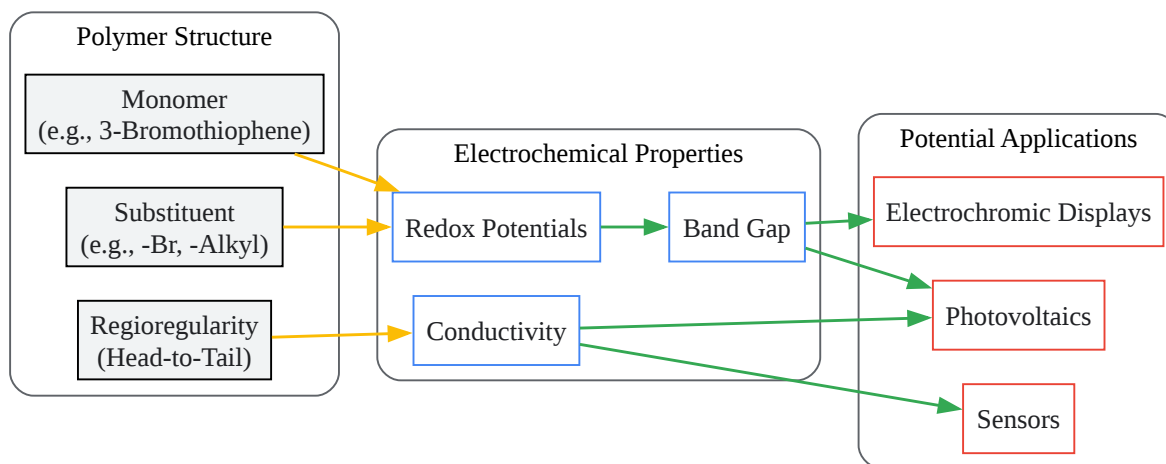 Polymer Structure
Monomer
(e.g., 3-Bromothiophene)
Substituent
(e.g., -Br, -Alkyl)
Regioregularity
(Head-to-Tail)
Electrochemical Properties
Redox Potentials
Band Gap
Conductivity
Potential Applications
Electrochromic Displays
Photovoltaics
Sensors